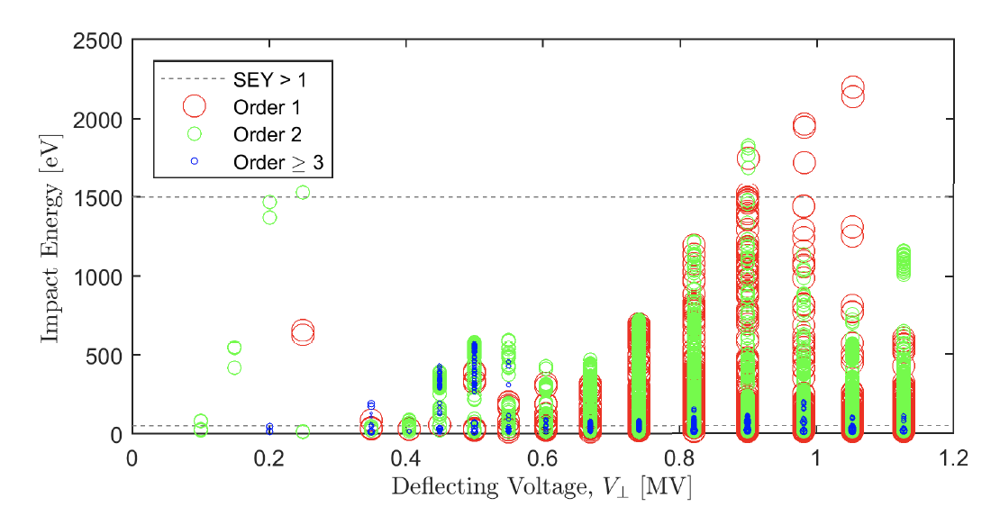 2500
2000
1500
1000
500
0
Impact Energy [eV]
SEY > 1
Order 1
Order 2
Order ≥ 3
0
0.2
0.4
0.6
0.8
1
1.2
Deflecting Voltage, V⊥ [MV]